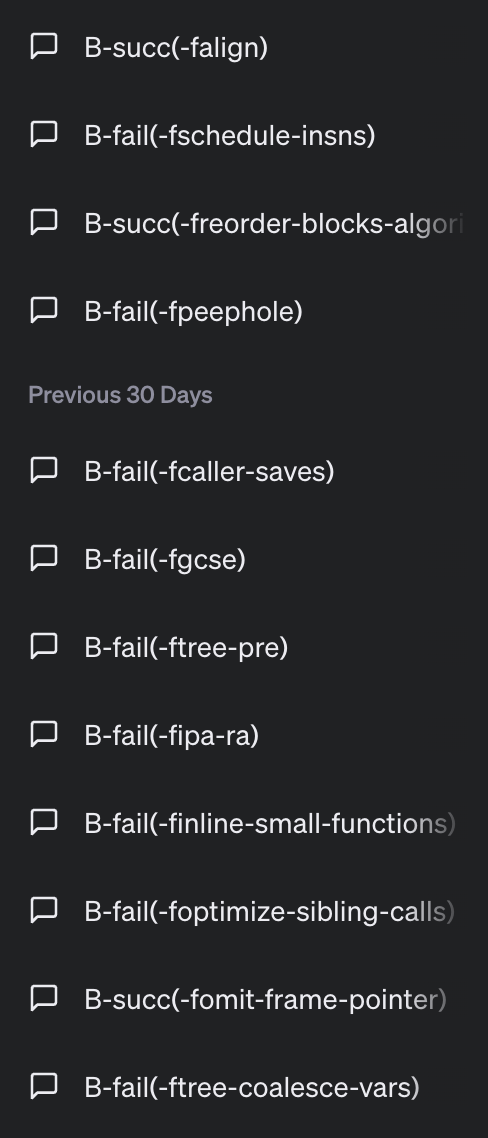 B-succ(-falign)
B-fail(-fschedule-insns)
B-succ(-freorder-blocks-algori
B-fail(-fpeephole)
Previous 30 Days
B-fail(-fcaller-saves)
B-fail(-fgcse)
B-fail(-ftree-pre)
B-fail(-fipa-ra)
B-fail(-finline-small-functions)
B-fail(-foptimize-sibling-calls)
B-succ(-fomit-frame-pointer)
B-fail(-ftree-coalesce-vars)